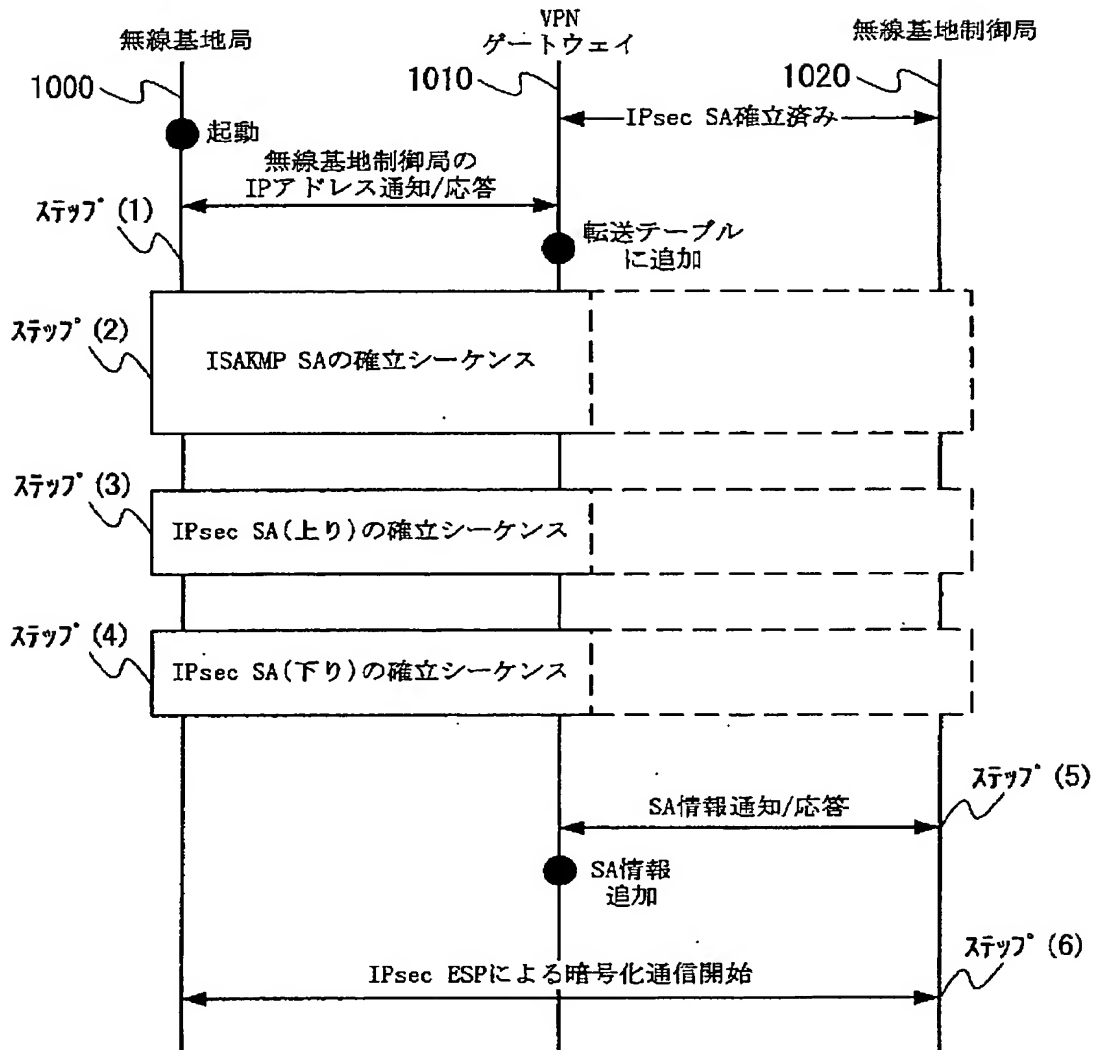 無線基地局
VPN
ゲートウェイ
無線基地制御局
1000
1010
1020
IPsec SA確立済み
起動
無線基地制御局の
IPアドレス通知/応答
ステップ(1)
転送テーブル
に追加
ステップ(2)
ISAKMP SAの確立シーケンス
ステップ(3)
IPsec SA(上り)の確立シーケンス
ステップ(4)
IPsec SA(下り)の確立シーケンス
ステップ(5)
SA情報通知/応答
SA情報
追加
ステップ(6)
IPsec ESPによる暗号化通信開始